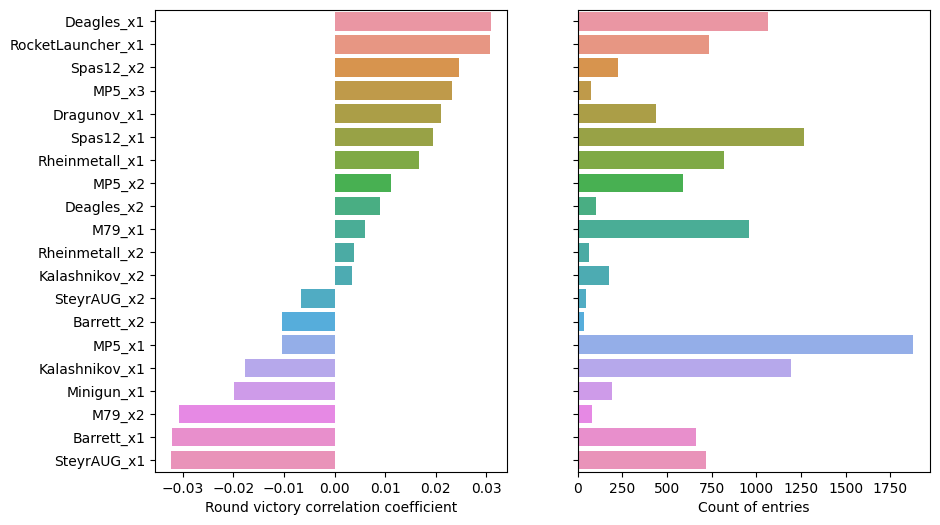 Deagles_x1
RocketLauncher_x1
Spas12_x2
MP5_x3
Dragunov_x1
Spas12_x1
Rheinmetall_x1
MP5_x2
Deagles_x2
M79_x1
Rheinmetall_x2
Kalashnikov_x2
SteyrAUG_x2
Barrett_x2
MP5_x1
Kalashnikov_x1
Minigun_x1
M79_x2
Barrett_x1
SteyrAUG_x1
−0.03 −0.02 −0.01 0.00 0.01 0.02 0.03
Round victory correlation coefficient
0 250 500 750 1000 1250 1500 1750
Count of entries